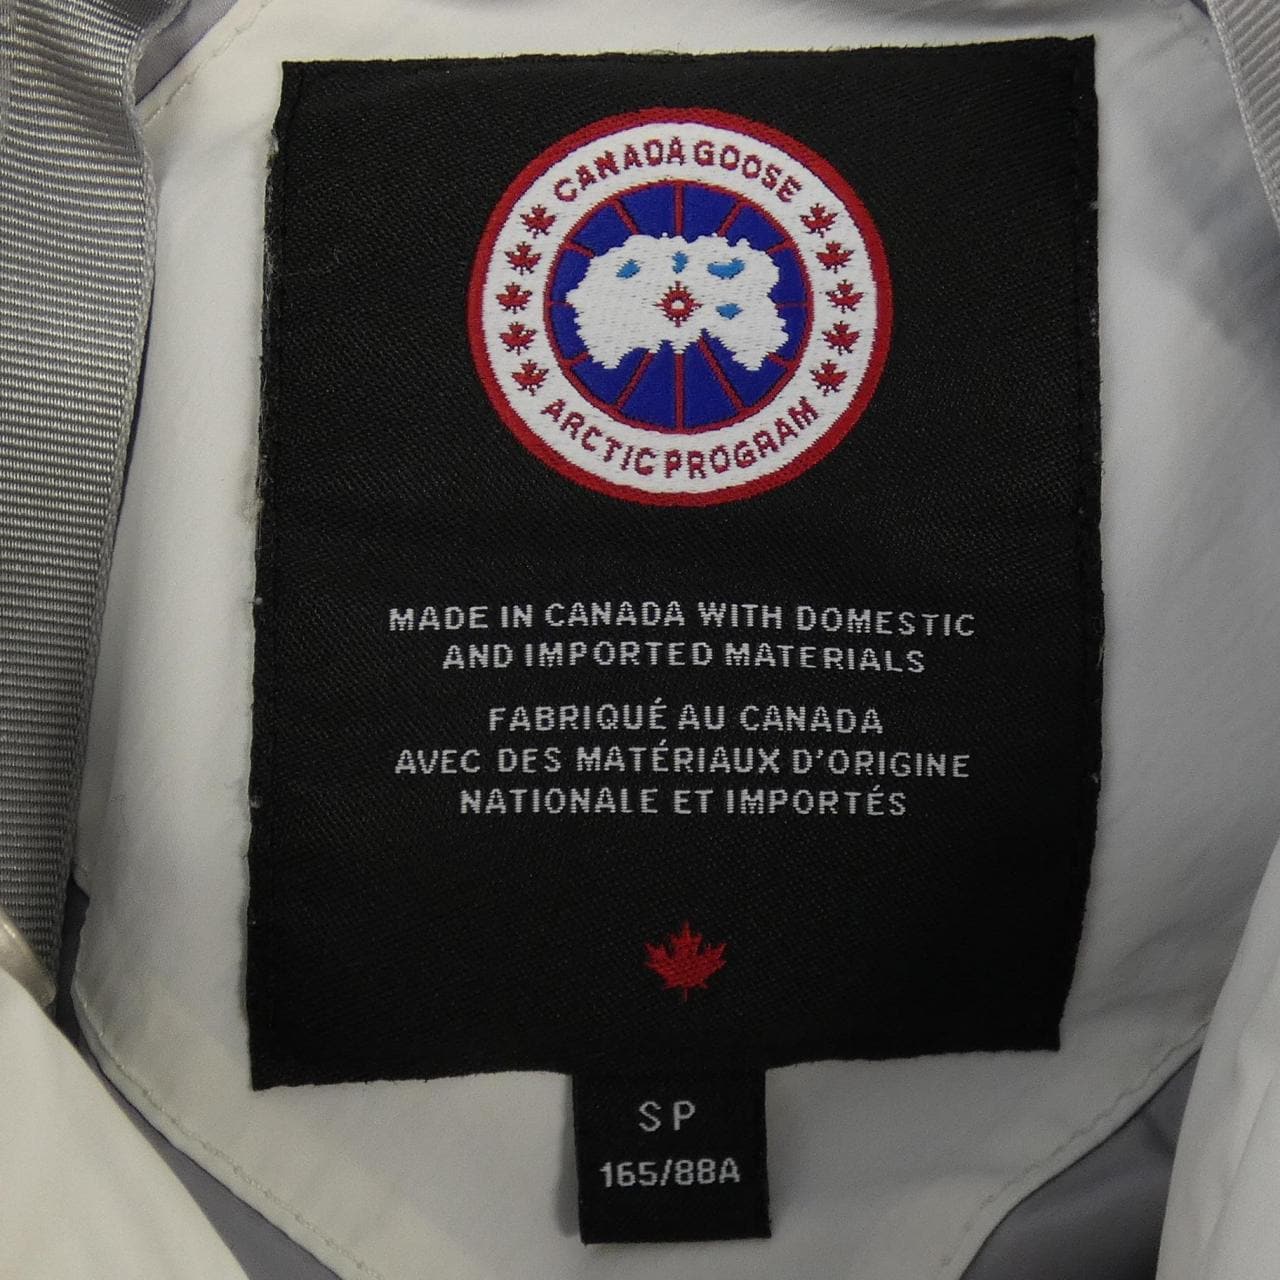 CANADA GOOSE
ARCTIC PROGRAM
MADE IN CANADA WITH DOMESTIC
AND IMPORTED MATERIALS
FABRIQUÉ AU CANADA
AVEC DES MATÉRIAUX D'ORIGINE
NATIONALE ET IMPORTÉS
S P
165/88A